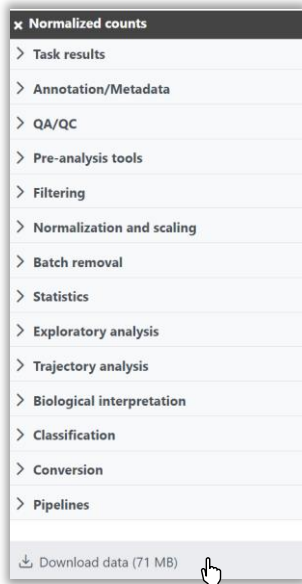 x Normalized counts
> Task results
> Annotation/Metadata
> QA/QC
> Pre-analysis tools
> Filtering
> Normalization and scaling
> Batch removal
> Statistics
> Exploratory analysis
> Trajectory analysis
> Biological interpretation
> Classification
> Conversion
> Pipelines
Download data (71 MB)